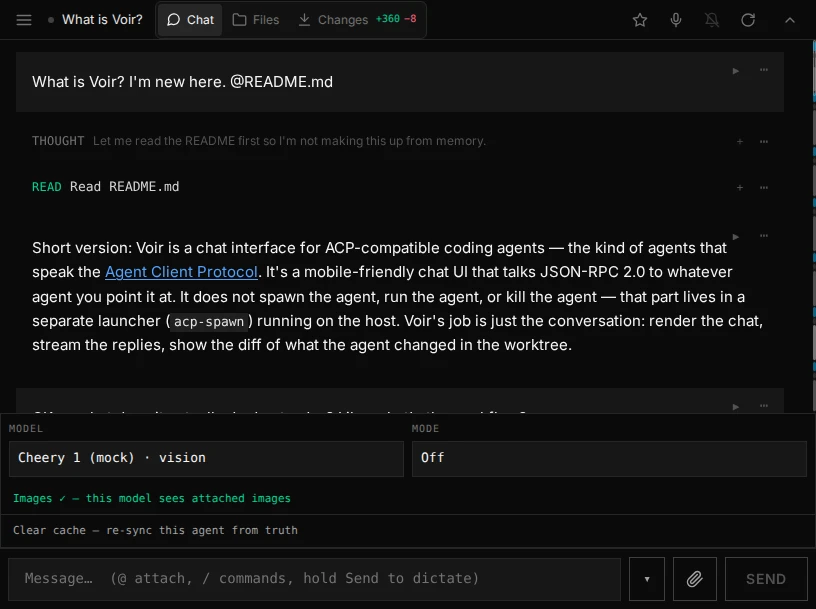 What is Voir? Chat Files Changes +360 −8
What is Voir? I'm new here. @README.md
THOUGHT Let me read the README first so I'm not making this up from memory.
READ Read README.md
Short version: Voir is a chat interface for ACP-compatible coding agents — the kind of agents that
speak the Agent Client Protocol. It's a mobile-friendly chat UI that talks JSON-RPC 2.0 to whatever
agent you point it at. It does not spawn the agent, run the agent, or kill the agent — that part lives in a
separate launcher (acp-spawn) running on the host. Voir's job is just the conversation: render the chat,
stream the replies, show the diff of what the agent changed in the worktree.
MODEL MODE
Cheery 1 (mock) · vision Off
Images ✓ — this model sees attached images
Clear cache — re-sync this agent from truth
Message… (@ attach, / commands, hold Send to dictate) SEND